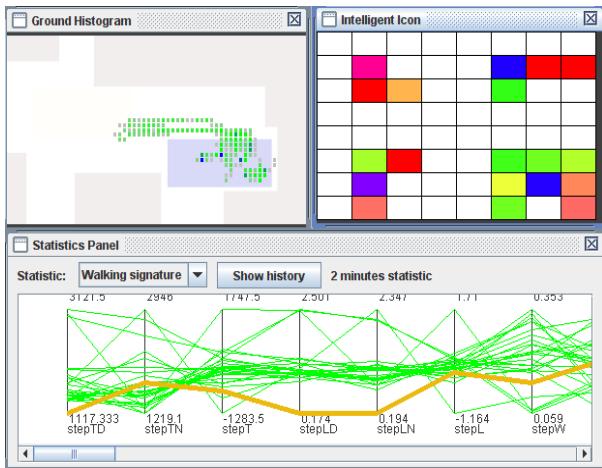 Ground Histogram
Intelligent Icon
Statistics Panel
Statistic: Walking signature Show history 2 minutes statistic
3121.5 2946 1747.5 2.501 2.347 1.71 0.353
1117.333 1219.1 -1283.5 0.174 0.194 -1.164 0.059
stepTD stepTN stepT stepLD stepLN stepL stepW